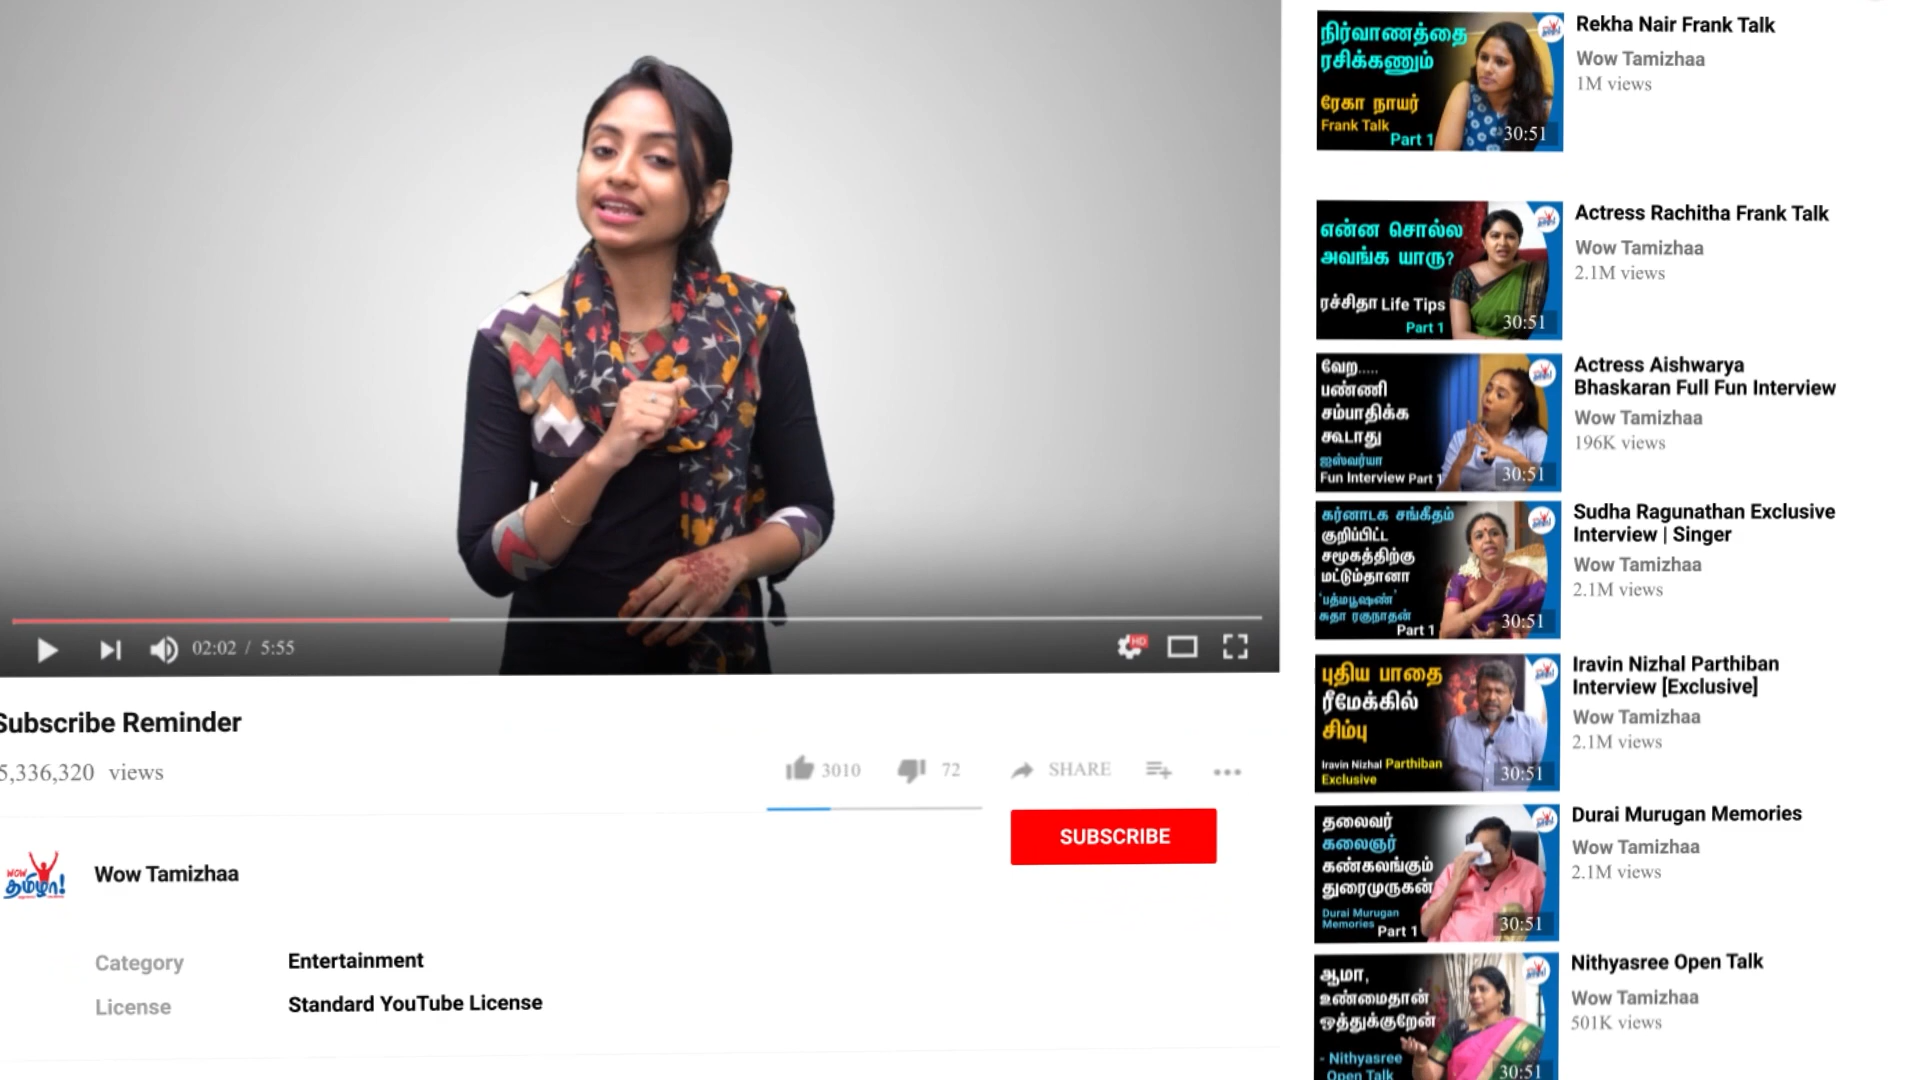 02:02 / 5:55
HD
Subscribe Reminder
5,336,320 views
3010
72
SHARE
SUBSCRIBE
WOW
தமிழா!
Wow Tamizhaa
Category
Entertainment
License
Standard YouTube License
நிர்வாணத்தை
ரசிக்கணும்
ரேகா நாயர்
Frank Talk
Part 1
30:51
Rekha Nair Frank Talk
Wow Tamizhaa
1M views
என்ன சொல்ல
அவங்க யாரு?
ரச்சிதா Life Tips
Part 1
30:51
Actress Rachitha Frank Talk
Wow Tamizhaa
2.1M views
வேற.....
பண்ணி
சம்பாதிக்க
கூடாது
ஐஸ்வர்யா
Fun Interview Part 1
30:51
Actress Aishwarya
Bhaskaran Full Fun Interview
Wow Tamizhaa
196K views
கர்னாடக சங்கீதம்
குறிப்பிட்ட
சமூகத்திற்கு
மட்டும்தானா
'பத்மபூஷண்'
சுதா ரகுநாதன்
Part 1
30:51
Sudha Ragunathan Exclusive
Interview | Singer
Wow Tamizhaa
2.1M views
புதிய பாதை
ரீமேக்கில்
சிம்பு
Iravin Nizhal Parthiban
Exclusive
30:51
Iravin Nizhal Parthiban
Interview [Exclusive]
Wow Tamizhaa
2.1M views
தலைவர்
கலைஞர்
கண்கலங்கும்
துரைமுருகன்
Durai Murugan
Memories Part 1
30:51
Durai Murugan Memories
Wow Tamizhaa
2.1M views
ஆமா,
உண்மைதான்
ஒத்துக்குறேன்
- Nithyasree
Open Talk
30:51
Nithyasree Open Talk
Wow Tamizhaa
501K views